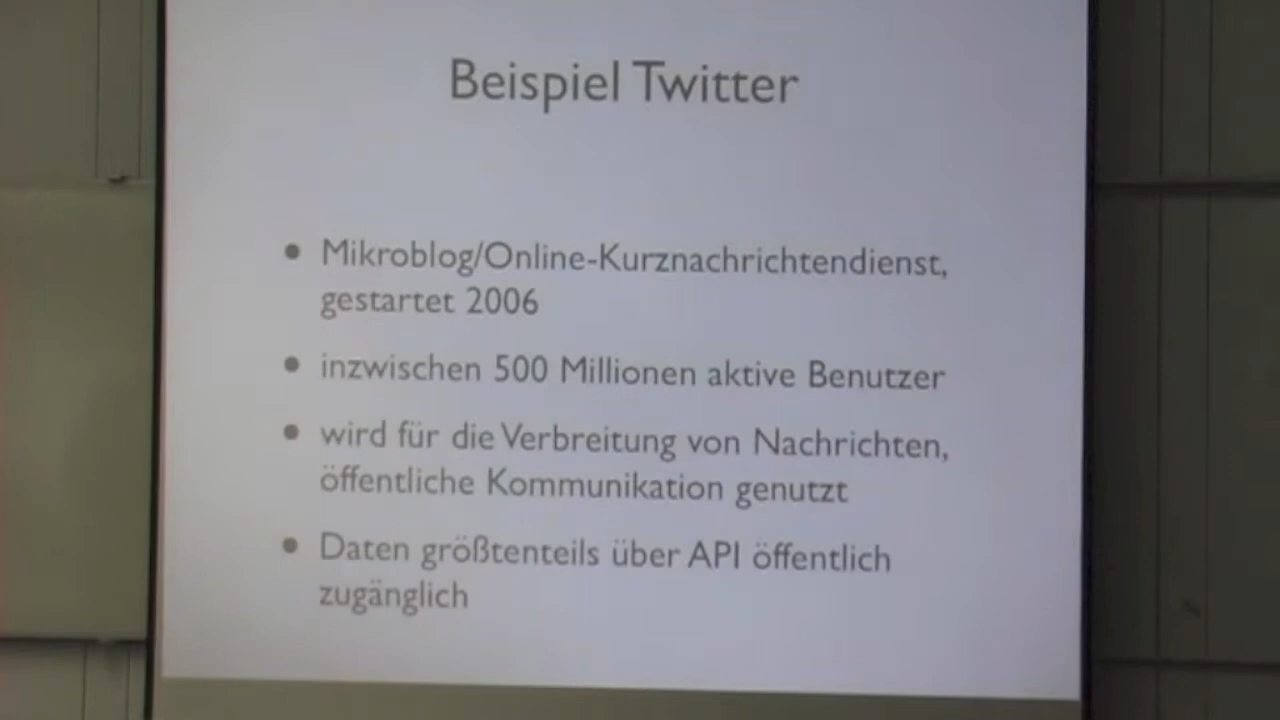 Beispiel Twitter
• Mikroblog/Online-Kurznachrichtendienst,
gestartet 2006
• inzwischen 500 Millionen aktive Benutzer
• wird für die Verbreitung von Nachrichten,
öffentliche Kommunikation genutzt
• Daten größtenteils über API öffentlich
zugänglich